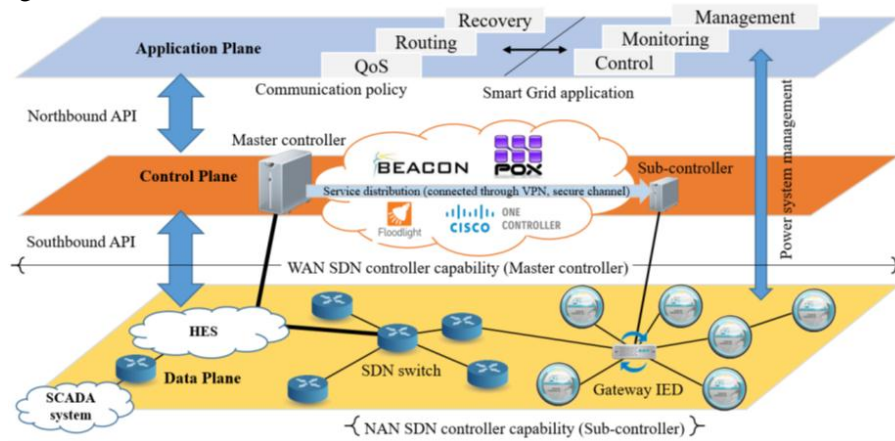 Recovery
Management
Application Plane
Routing
Monitoring
QoS
Control
Communication policy
Smart Grid application
Northbound API
Master controller
BEACON
POX
Sub-controller
Control Plane
Service distribution (connected through VPN, secure channel)
Floodlight
CISCO
ONE
CONTROLLER
Power system management
Southbound API
WAN SDN controller capability (Master controller)
HES
SDN switch
Data Plane
Gateway IED
SCADA
system
NAN SDN controller capability (Sub-controller)